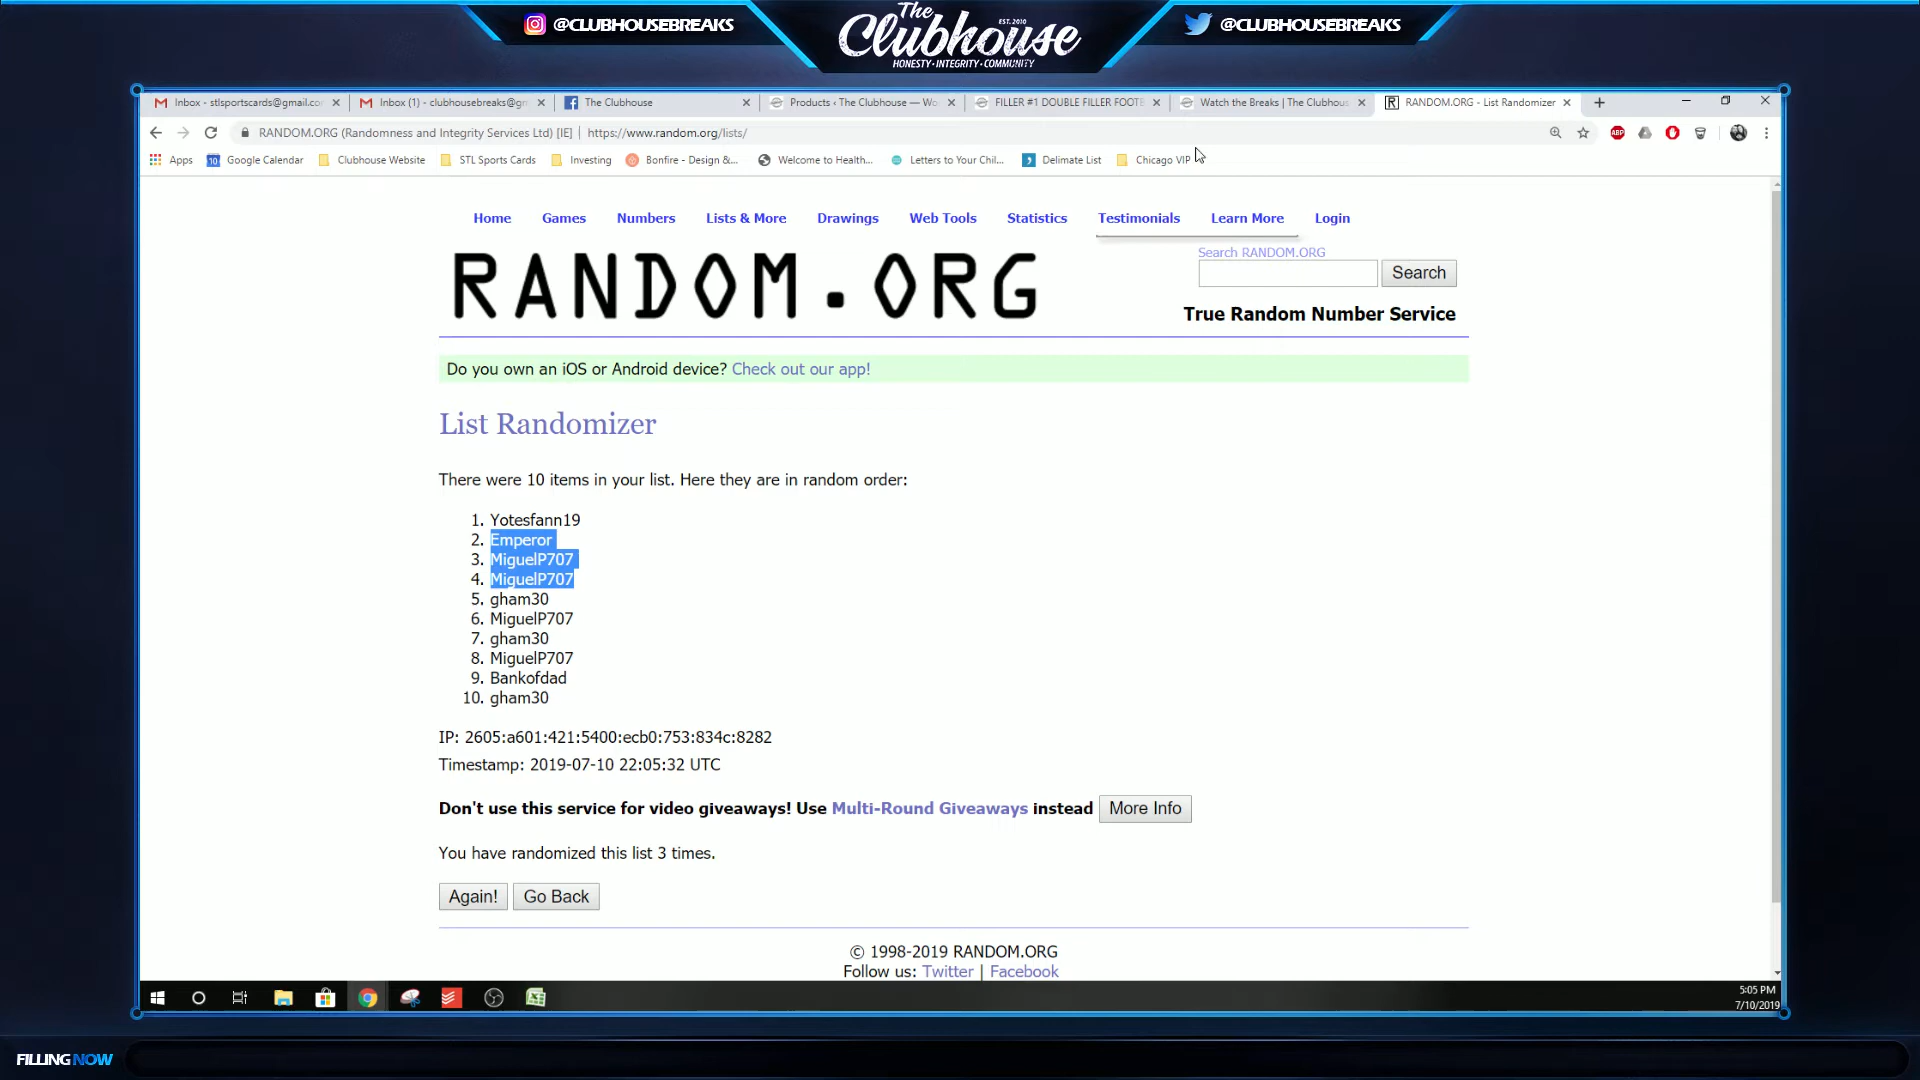 @CLUBHOUSEBREAKS
The Clubhouse
EST. 2010
HONESTY•INTEGRITY•COMMUNITY
@CLUBHOUSEBREAKS
Inbox - stlsportscards@gmail.co
Inbox (1) - clubhousebreaks@gm
The Clubhouse
Products ‹ The Clubhouse — Wo
FILLER #1 DOUBLE FILLER FOOTB
Watch the Breaks | The Clubhous
RANDOM.ORG - List Randomizer
RANDOM.ORG (Randomness and Integrity Services Ltd) [IE] | https://www.random.org/lists/
ABP
Apps
Google Calendar
Clubhouse Website
STL Sports Cards
Investing
Bonfire - Design &...
Welcome to Health...
Letters to Your Chil...
Delimate List
Chicago VIP
Home Games Numbers Lists & More Drawings Web Tools Statistics Testimonials Learn More Login
RANDOM.ORG
Search RANDOM.ORG
Search
True Random Number Service
Do you own an iOS or Android device? Check out our app!
List Randomizer
There were 10 items in your list. Here they are in random order:
1. Yotesfann19
2. Emperor
3. MiguelP707
4. MiguelP707
5. gham30
6. MiguelP707
7. gham30
8. MiguelP707
9. Bankofdad
10. gham30
IP: 2605:a601:421:5400:ecb0:753:834c:8282
Timestamp: 2019-07-10 22:05:32 UTC
Don't use this service for video giveaways! Use Multi-Round Giveaways instead More Info
You have randomized this list 3 times.
Again! Go Back
© 1998-2019 RANDOM.ORG
Follow us: Twitter | Facebook
5:05 PM
7/10/2019
FILLING NOW